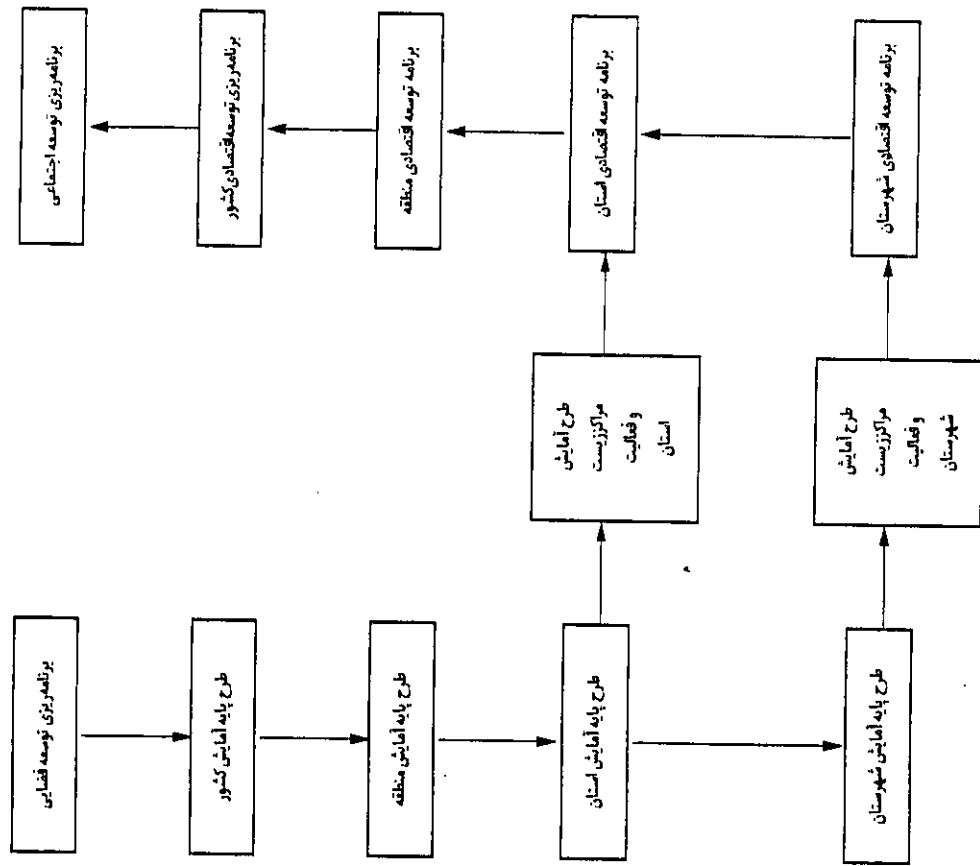 برنامه‌ریزی توسعه اجتماعی
برنامه‌ریزی توسعه فضایی
برنامه‌ریزی توسعه اقتصادی کشور
طرح پایه آمایش کشور
برنامه توسعه اقتصادی منطقه
طرح پایه آمایش منطقه
برنامه توسعه اقتصادی استان
طرح آمایش
مراکز زیست
و فعالیت
استان
طرح پایه آمایش استان
برنامه توسعه اقتصادی شهرستان
طرح آمایش
مراکز زیست
و فعالیت
شهرستان
طرح پایه آمایش شهرستان